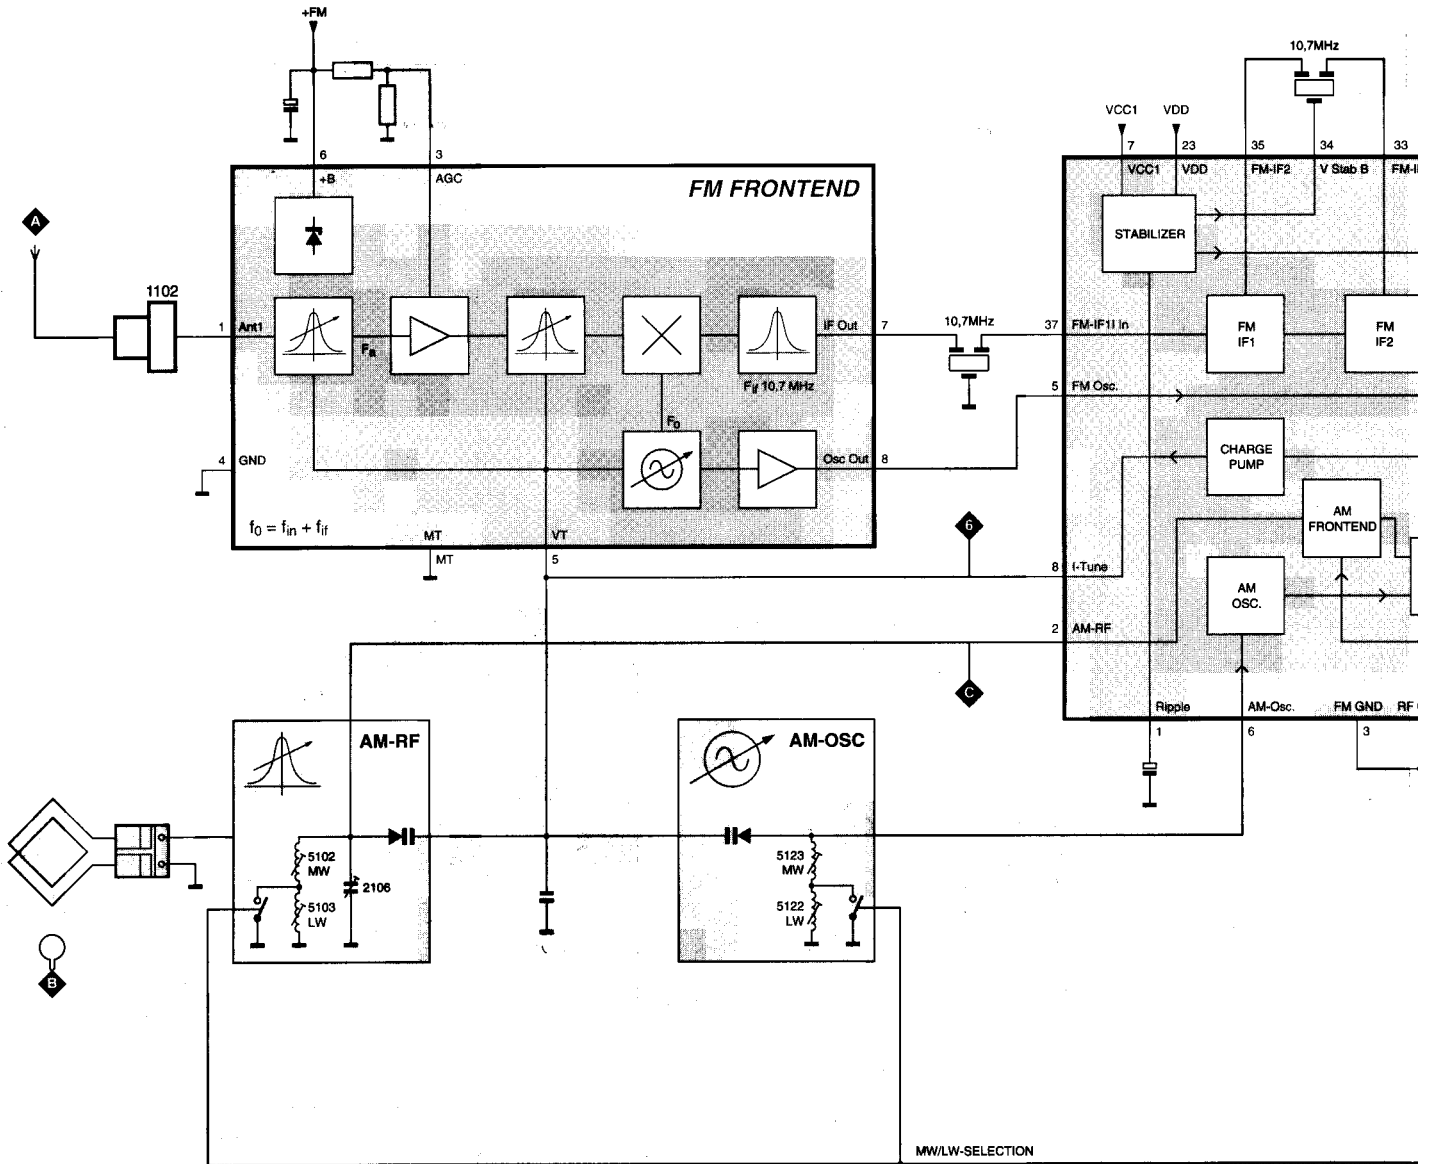 +FM
10,7MHz
VCC1
VDD
6
3
7
23
35
34
33
+B
AGC
FM FRONTEND
VCC1
VDD
FM-IF2
V Stab B
A
STABILIZER
1102
1
Ant1
Fa
IF Out
7
10,7MHz
37
FM-IF1I In
FM
IF1
FM
IF2
Fif 10,7 MHz
5
FM Osc.
Fo
4
GND
Osc Out
8
CHARGE
PUMP
AM
FRONTEND
f0 = fin + fif
MT
VT
6
MT
5
8
I-Tune
AM
OSC.
2
AM-RF
C
Ripple
AM-Osc.
FM GND
RF
1
6
3
AM-RF
AM-OSC
5102
MW
2106
5103
LW
5123
MW
5122
LW
B
MW/LW-SELECTION